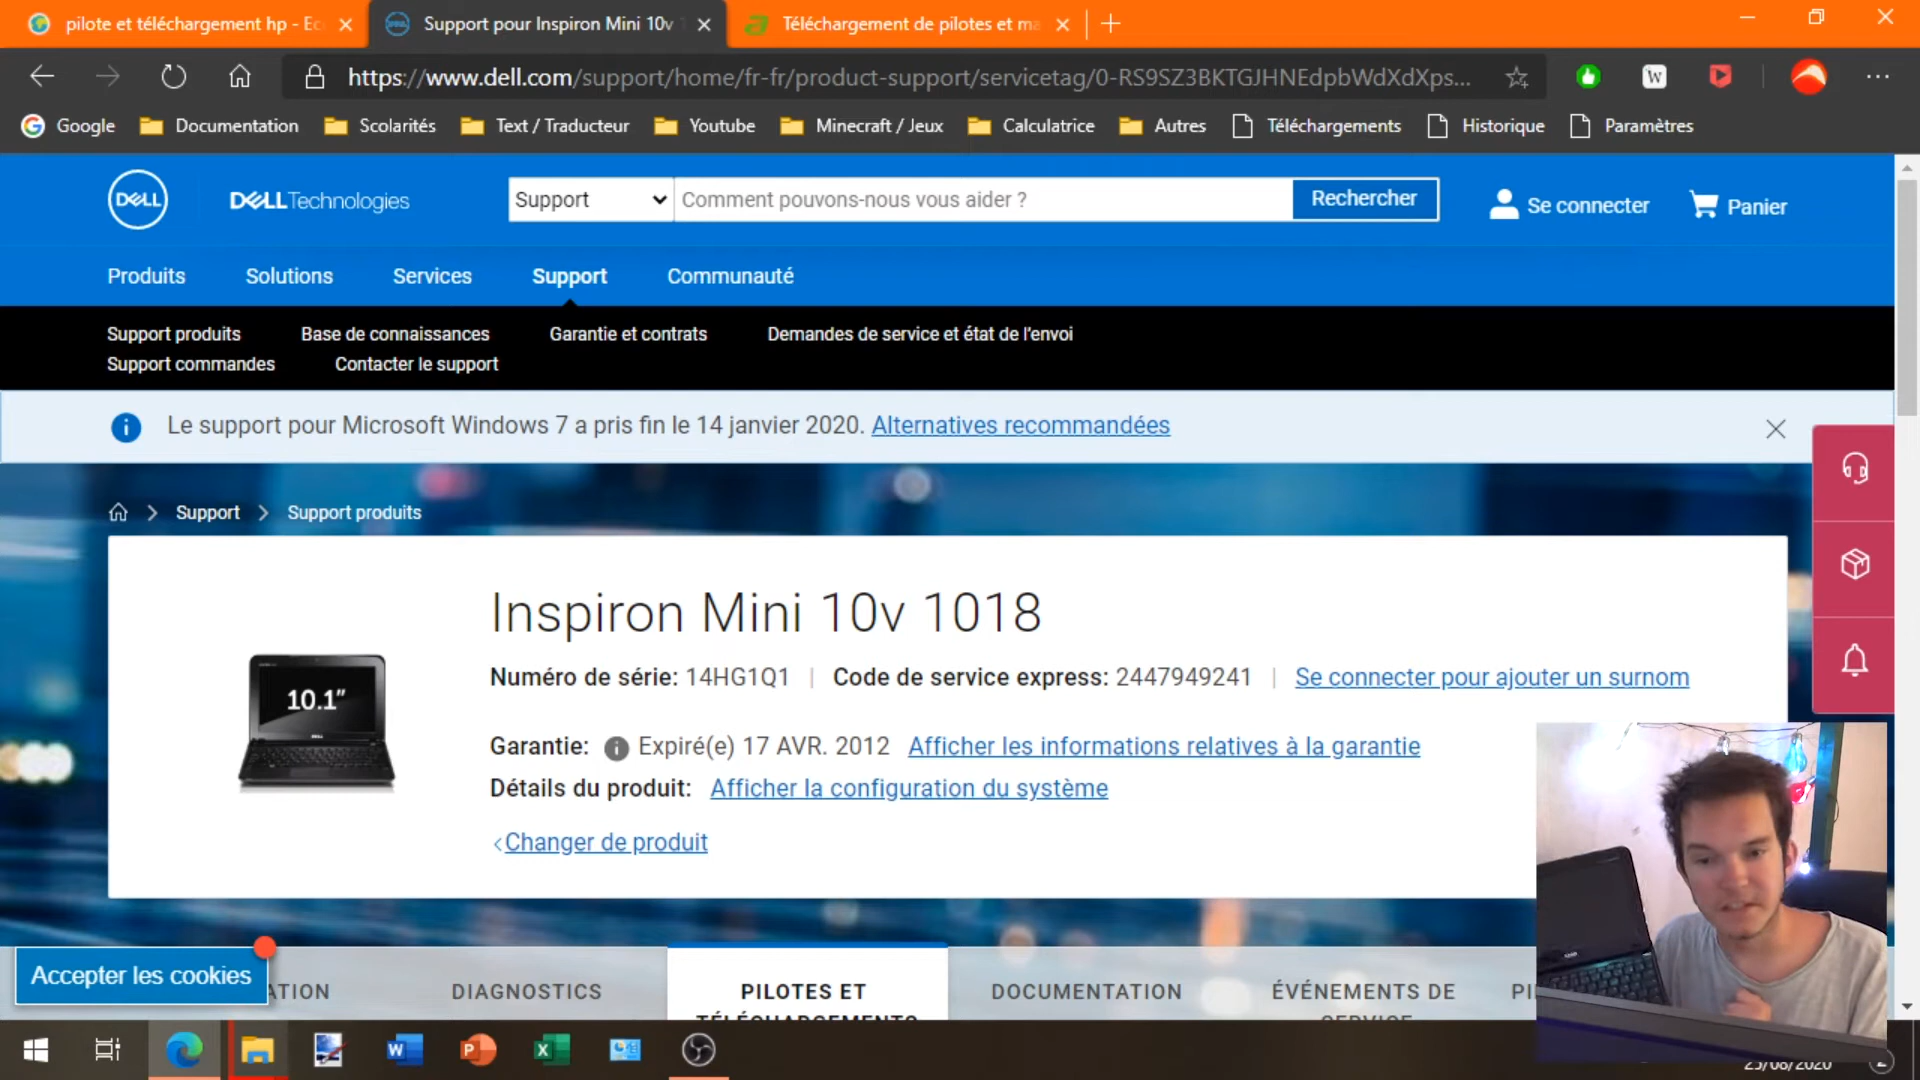 pilote et téléchargement hp - Ec
Support pour Inspiron Mini 10v
Téléchargement de pilotes et ma
https://www.dell.com/support/home/fr-fr/product-support/servicetag/0-RS9SZ3BKTGJHNEdpbWdXdXps...
W
Google
Documentation
Scolarités
Text / Traducteur
Youtube
Minecraft / Jeux
Calculatrice
Autres
Téléchargements
Historique
Paramètres
DELL
DELLTechnologies
Support
Comment pouvons-nous vous aider ?
Rechercher
Se connecter
Panier
Produits
Solutions
Services
Support
Communauté
Support produits
Base de connaissances
Garantie et contrats
Demandes de service et état de l'envoi
Support commandes
Contacter le support
Le support pour Microsoft Windows 7 a pris fin le 14 janvier 2020. Alternatives recommandées
Support
Support produits
10.1"
Inspiron Mini 10v 1018
Numéro de série: 14HG1Q1 | Code de service express: 2447949241 | Se connecter pour ajouter un surnom
Garantie: Expiré(e) 17 AVR. 2012 Afficher les informations relatives à la garantie
Détails du produit: Afficher la configuration du système
Changer de produit
Accepter les cookies
ATION
DIAGNOSTICS
PILOTES ET
TÉLÉCHARGEMENTS
DOCUMENTATION
ÉVÉNEMENTS DE
SERVICE
PI
25/08/2020